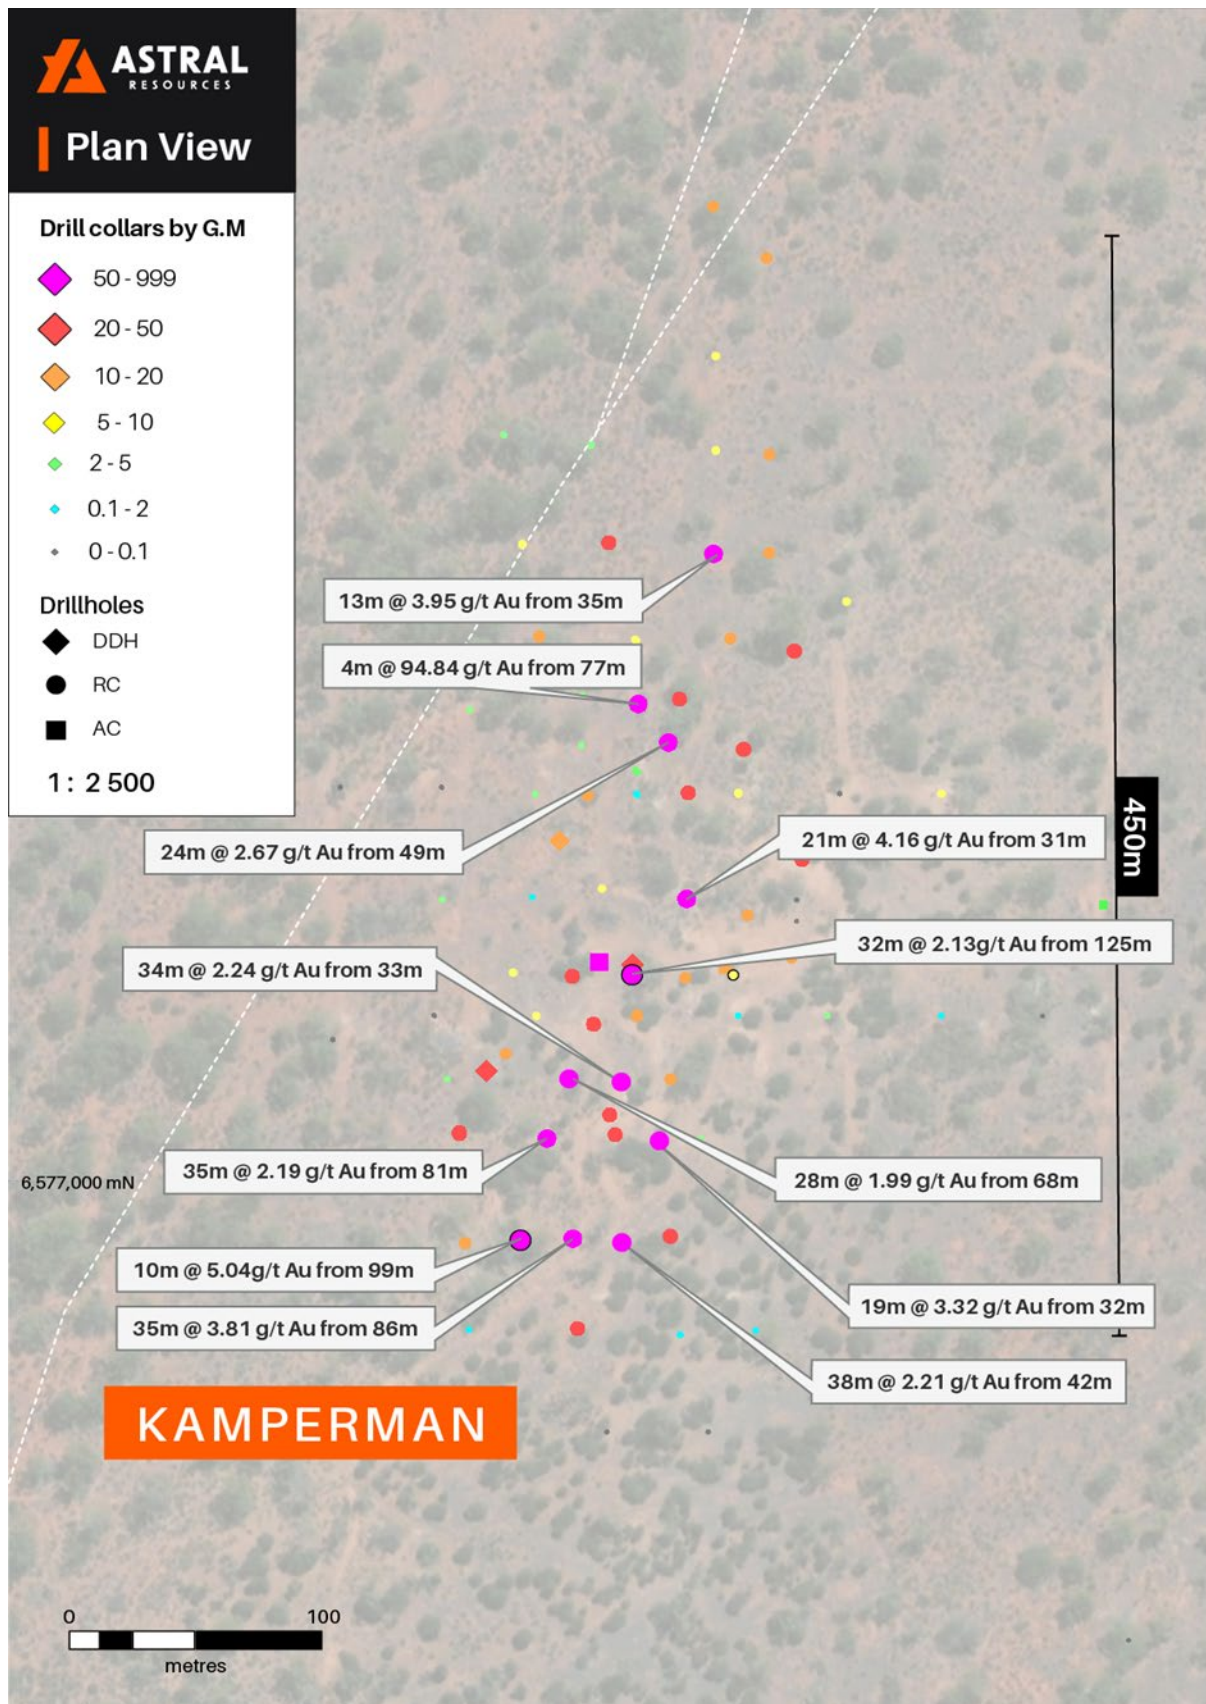 ASTRAL
RESOURCES
Plan View
Drill collars by G.M
50 - 999
20 - 50
10 - 20
5 - 10
2 - 5
0.1 - 2
0 - 0.1
Drillholes
DDH
RC
AC
1 : 2 500
13m @ 3.95 g/t Au from 35m
4m @ 94.84 g/t Au from 77m
24m @ 2.67 g/t Au from 49m
21m @ 4.16 g/t Au from 31m
450m
32m @ 2.13g/t Au from 125m
34m @ 2.24 g/t Au from 33m
35m @ 2.19 g/t Au from 81m
28m @ 1.99 g/t Au from 68m
6,577,000 mN
10m @ 5.04g/t Au from 99m
19m @ 3.32 g/t Au from 32m
35m @ 3.81 g/t Au from 86m
38m @ 2.21 g/t Au from 42m
KAMPERMAN
0 100
metres